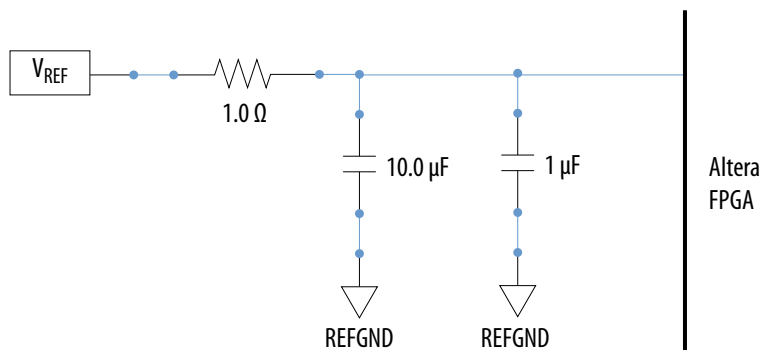 VREF
1.0 Ω
10.0 µF
1 µF
Altera
FPGA
REFGND
REFGND